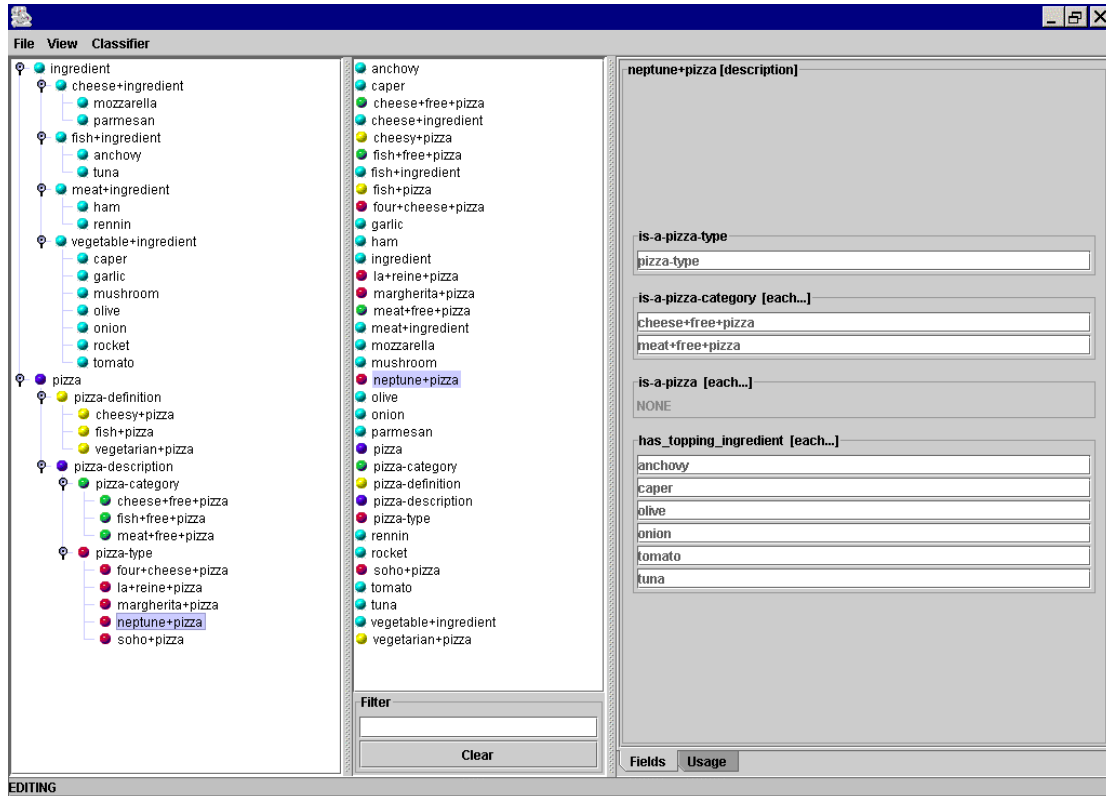 File View Classifier
ingredient
cheese+ingredient
mozzarella
parmesan
fish+ingredient
anchovy
tuna
meat+ingredient
ham
rennin
vegetable+ingredient
caper
garlic
mushroom
olive
onion
rocket
tomato
pizza
pizza-definition
cheesy+pizza
fish+pizza
vegetarian+pizza
pizza-description
pizza-category
cheese+free+pizza
fish+free+pizza
meat+free+pizza
pizza-type
four+cheese+pizza
la+reine+pizza
margherita+pizza
neptune+pizza
soho+pizza
anchovy
caper
cheese+free+pizza
cheese+ingredient
cheesy+pizza
fish+free+pizza
fish+ingredient
fish+pizza
four+cheese+pizza
garlic
ham
ingredient
la+reine+pizza
margherita+pizza
meat+free+pizza
meat+ingredient
mozzarella
mushroom
neptune+pizza
olive
onion
parmesan
pizza
pizza-category
pizza-definition
pizza-description
pizza-type
rennin
rocket
soho+pizza
tomato
tuna
vegetable+ingredient
vegetarian+pizza
Filter
Clear
neptune+pizza [description]
is-a-pizza-type
pizza-type
is-a-pizza-category [each...]
cheese+free+pizza
meat+free+pizza
is-a-pizza [each...]
NONE
has_topping_ingredient [each...]
anchovy
caper
olive
onion
tomato
tuna
Fields Usage
EDITING